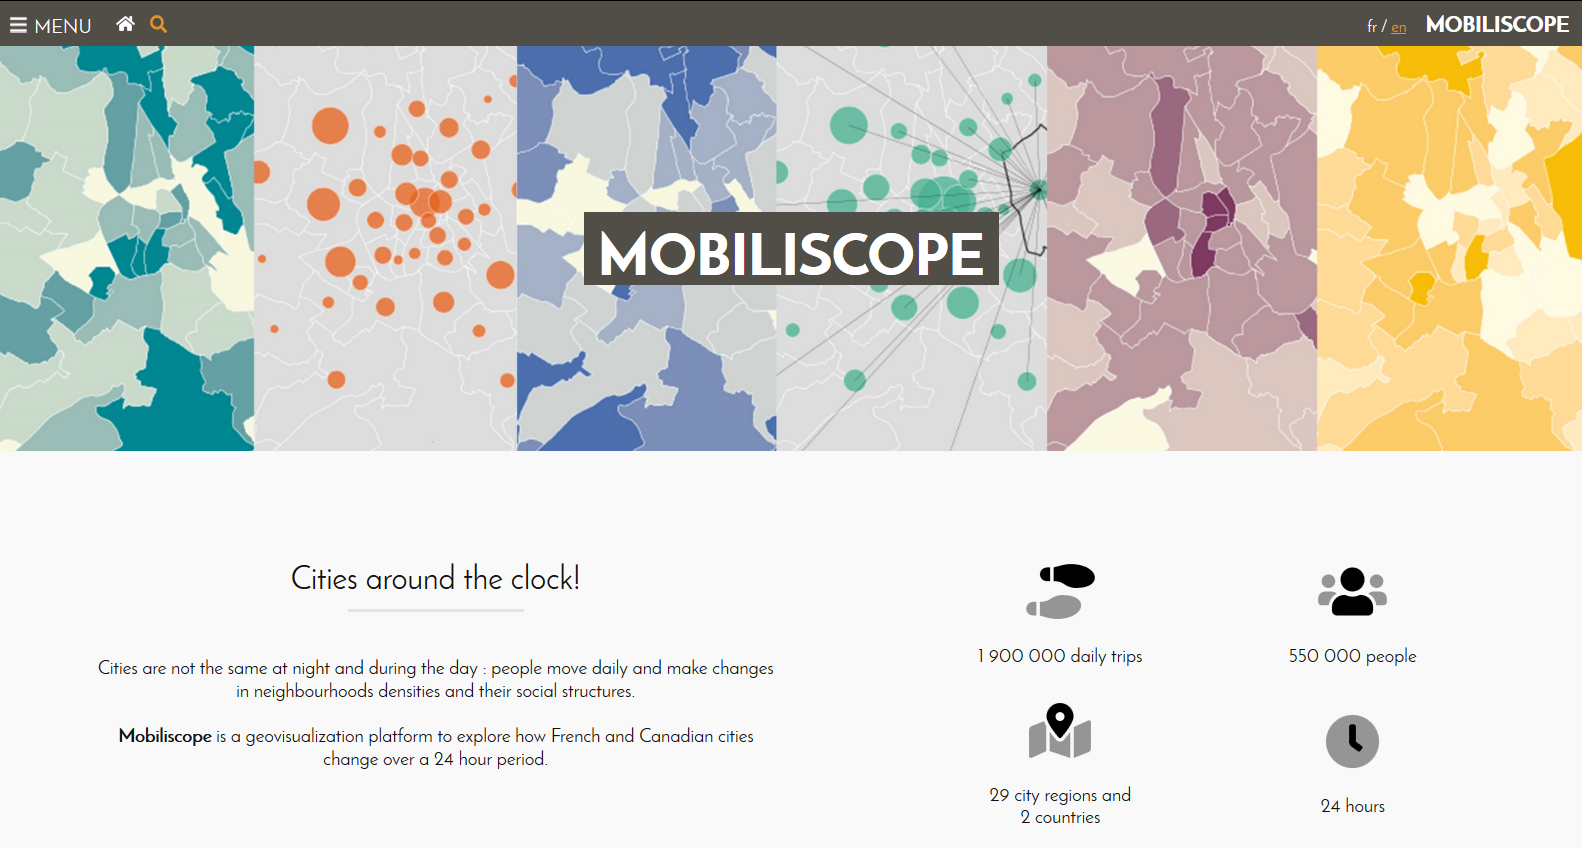 MENU
fr / en
MOBILISCOPE
MOBILISCOPE
Cities around the clock!
Cities are not the same at night and during the day : people move daily and make changes
in neighbourhoods densities and their social structures.
Mobiliscope is a geovisualization platform to explore how French and Canadian cities
change over a 24 hour period.
1 900 000 daily trips
550 000 people
29 city regions and
2 countries
24 hours